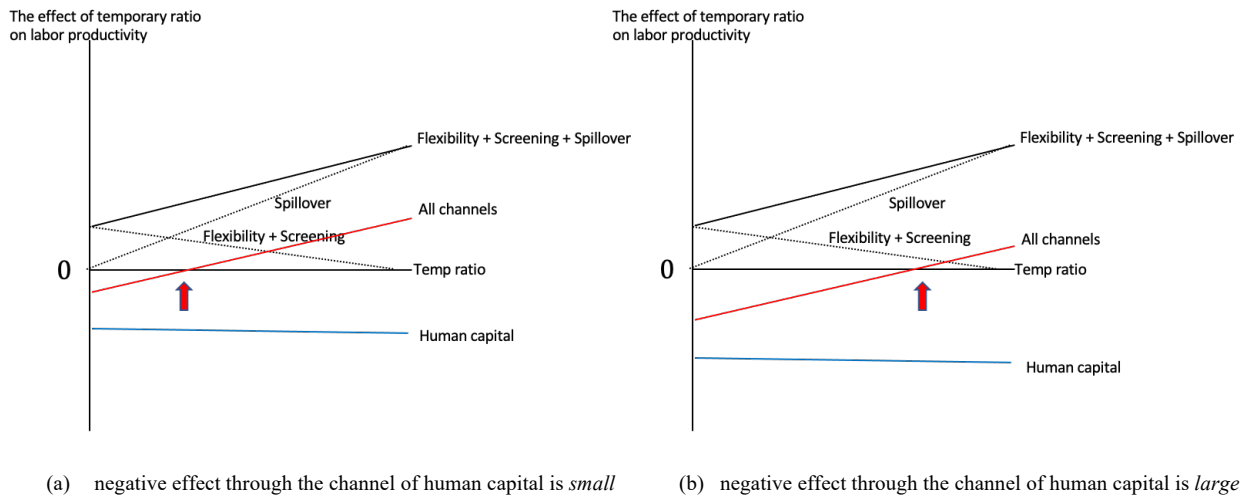 The effect of temporary ratio
on labor productivity
Flexibility + Screening + Spillover
Spillover
All channels
Flexibility + Screening
0
Temp ratio
Human capital
(a) negative effect through the channel of human capital is small
The effect of temporary ratio
on labor productivity
Flexibility + Screening + Spillover
Spillover
Flexibility + Screening
All channels
0
Temp ratio
Human capital
(b) negative effect through the channel of human capital is large